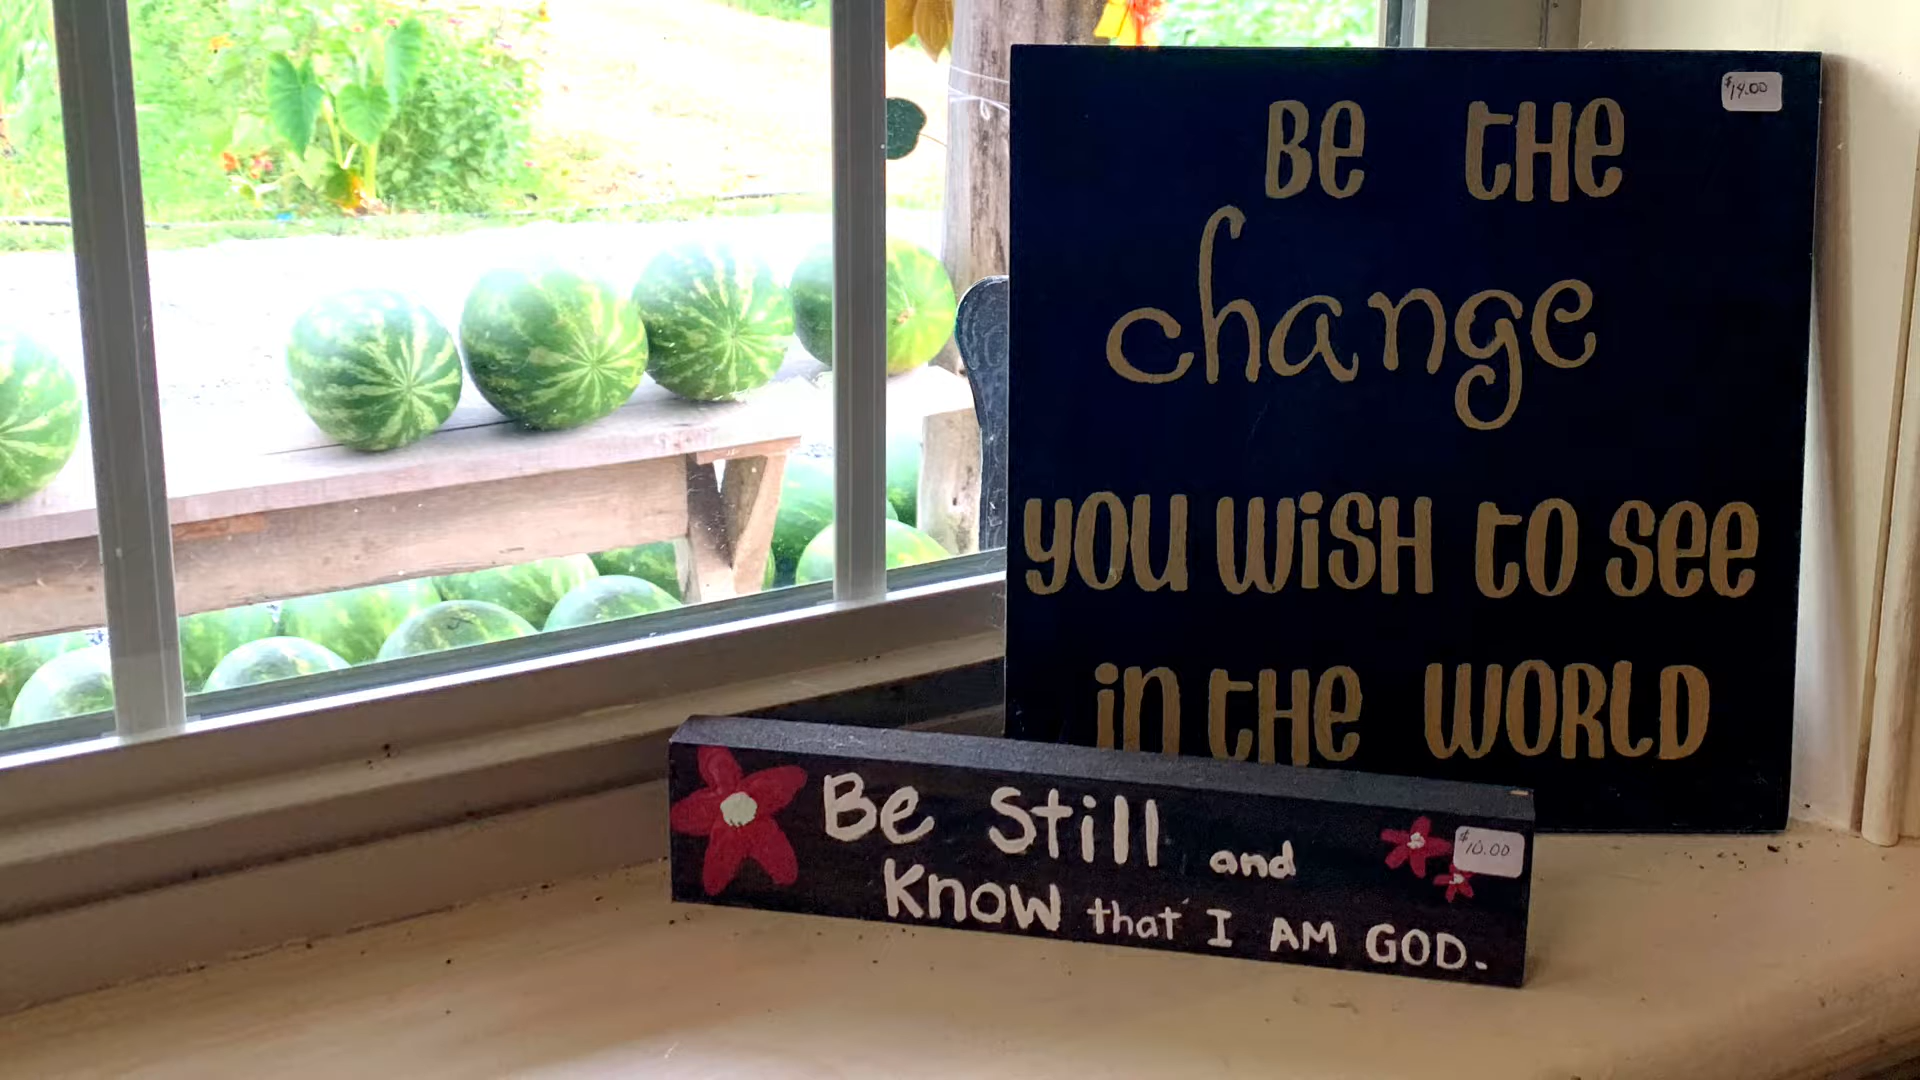 $14.00
Be the
change
you wish to see
in the WORLD
Be Still and
Know that I AM GOD.
$10.00